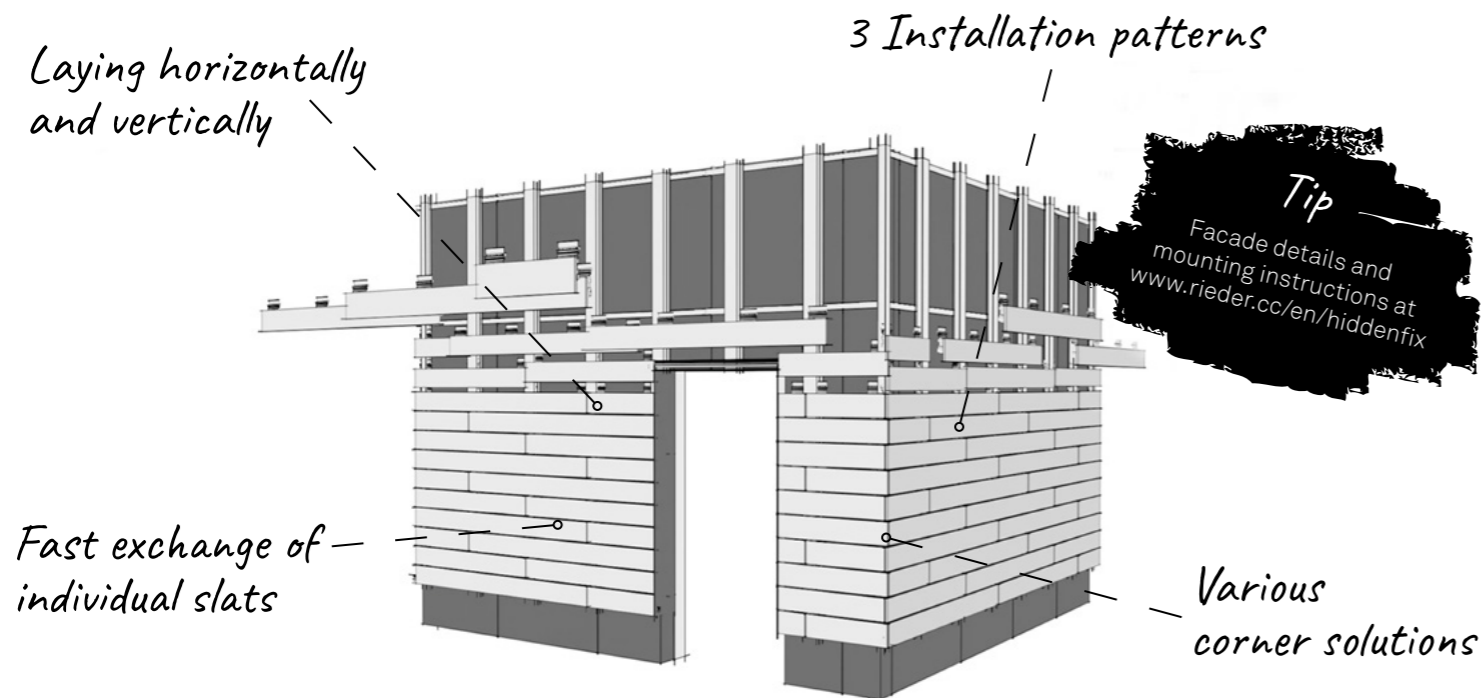 Laying horizontally
and vertically
3 Installation patterns
Tip
Facade details and
mounting instructions at
www.rieder.cc/en/hiddenfix
Fast exchange of
individual slats
Various
corner solutions